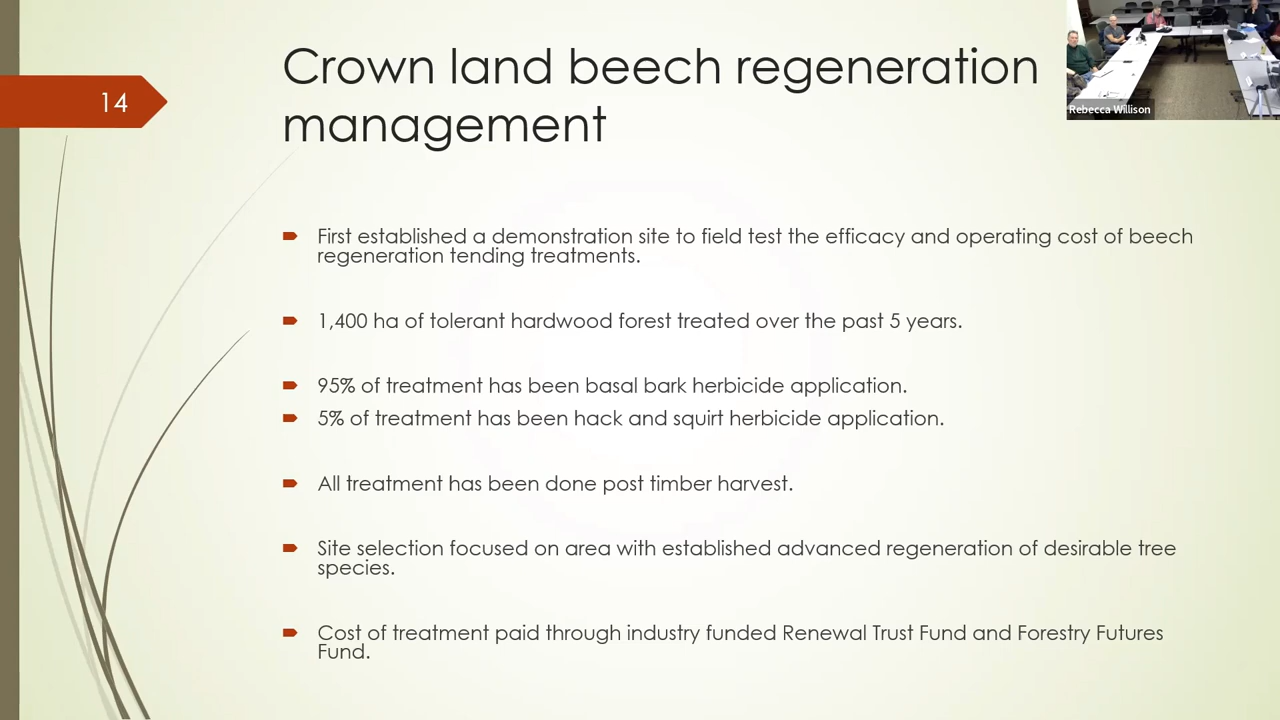 14
Crown land beech regeneration
management
Rebecca Willison
First established a demonstration site to field test the efficacy and operating cost of beech
regeneration tending treatments.
1,400 ha of tolerant hardwood forest treated over the past 5 years.
95% of treatment has been basal bark herbicide application.
5% of treatment has been hack and squirt herbicide application.
All treatment has been done post timber harvest.
Site selection focused on area with established advanced regeneration of desirable tree
species.
Cost of treatment paid through industry funded Renewal Trust Fund and Forestry Futures
Fund.